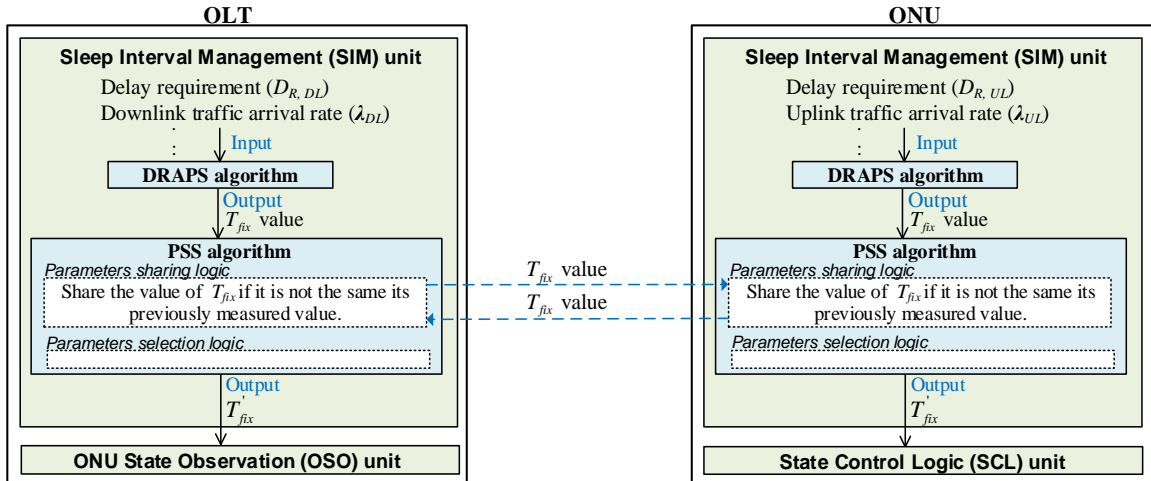 OLT
Sleep Interval Management (SIM) unit
Delay requirement (D_R, DL)
Downlink traffic arrival rate (λ_DL)
Input
DRAPS algorithm
Output
T_fix value
PSS algorithm
Parameters sharing logic
Share the value of T_fix if it is not the same its
previously measured value.
Parameters selection logic
Output
T'_fix
ONU State Observation (OSO) unit
T_fix value
T_fix value
ONU
Sleep Interval Management (SIM) unit
Delay requirement (D_R, UL)
Uplink traffic arrival rate (λ_UL)
Input
DRAPS algorithm
Output
T_fix value
PSS algorithm
Parameters sharing logic
Share the value of T_fix if it is not the same its
previously measured value.
Parameters selection logic
Output
T'_fix
State Control Logic (SCL) unit